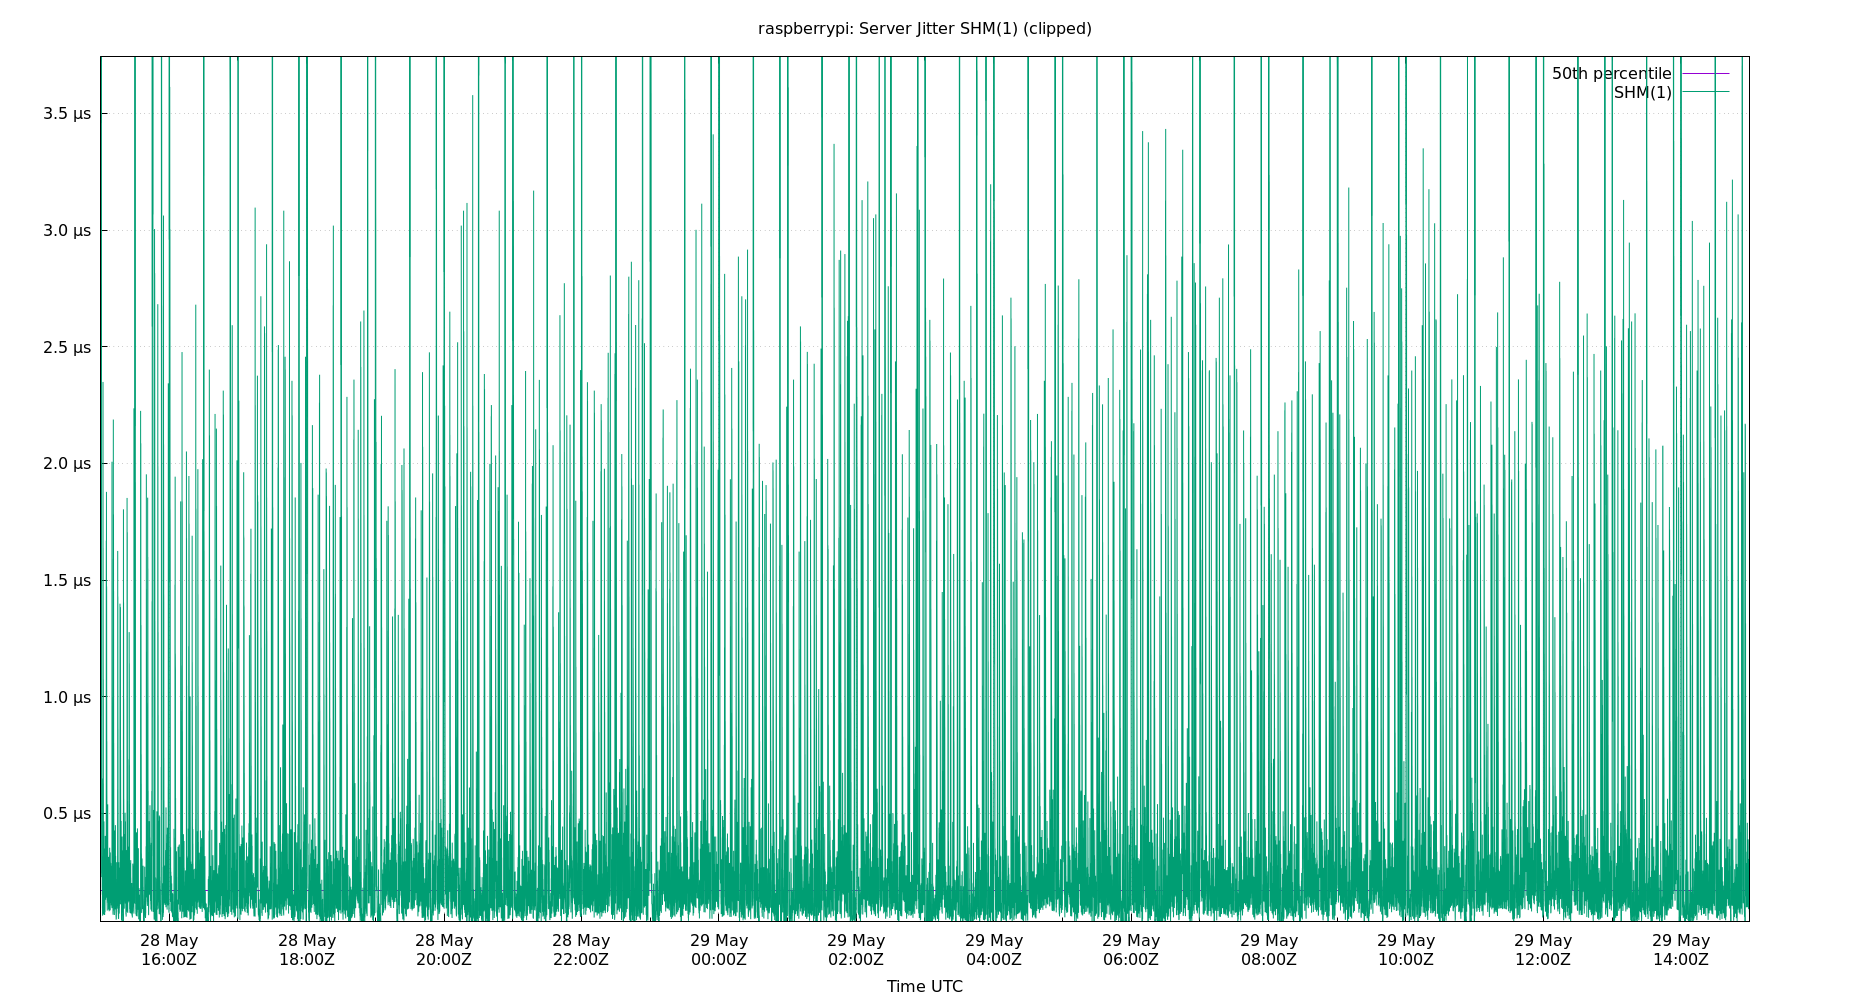 raspberrypi: Server Jitter SHM(1) (clipped)
50th percentile
SHM(1)
3.5 µs
3.0 µs
2.5 µs
2.0 µs
1.5 µs
1.0 µs
0.5 µs
28 May 28 May 28 May 28 May 29 May 29 May 29 May 29 May 29 May 29 May 29 May 29 May
16:00Z 18:00Z 20:00Z 22:00Z 00:00Z 02:00Z 04:00Z 06:00Z 08:00Z 10:00Z 12:00Z 14:00Z
Time UTC